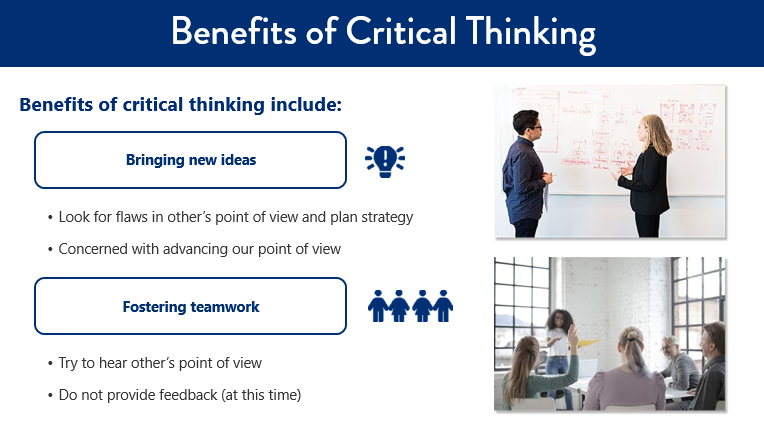 Benefits of Critical Thinking
Benefits of critical thinking include:
Bringing new ideas
• Look for flaws in other's point of view and plan strategy
• Concerned with advancing our point of view
Fostering teamwork
• Try to hear other's point of view
• Do not provide feedback (at this time)